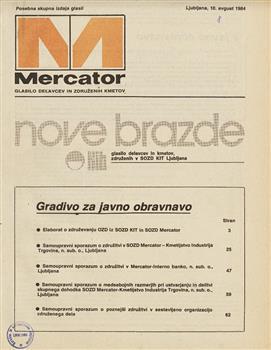 Posebna skupna izdaja glasil
Ljubljana, 10. avgust 1984
8
Mercator
GLASILO DELAVCEV IN ZDRUŽENIH KMETOV
nove brazde
glasilo delavcev in kmetov,
združenih v SOZD KIT Ljubljana
Gradivo za javno obravnavo
Stran
Elaborat o združevanju OZD iz SOZD KIT in SOZD Mercator 3
Samoupravni sporazum o združitvi v SOZD Mercator – Kmetijstvo Industrija
Trgovina, n. sub. o., Ljubljana 25
Samoupravni sporazum o združitvi v Mercator-Interno banko, n. sub. o.,
Ljubljana 47
Samoupravni sporazum o medsebojnih razmerjih pri ustvarjanju in delitvi
skupnega dohodka SOZD Mercator-Kmetijstvo Industrija Trgovina, n. sub. o.,
Ljubljana 59
Samoupravni sporazum o poznejši združitvi v sestavljeno organizacijo
združenega dela 62